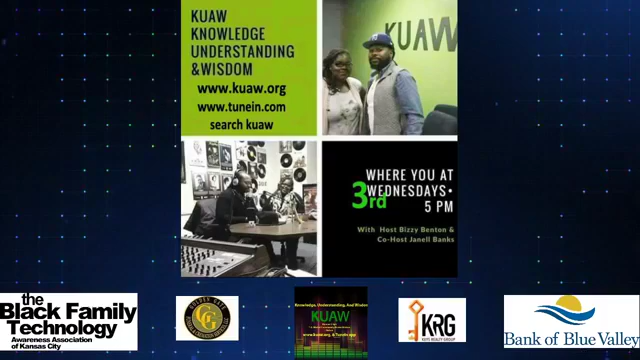 KUAW
KNOWLEDGE
UNDERSTANDING
&WISDOM
www.kuaw.org
www.tunein.com
search kuaw
KUAW
WHERE YOU AT
3rd
WEDNESDAYS•
5 PM
With Host Bizzy Benton &
Co-Host Janell Banks
the
Black Family
Technology
Awareness Association
of Kansas City
G
Knowledge, Understanding, And Wisdom
KUAW
KRG
KEYS REALTY GROUP
Bank of Blue Valley